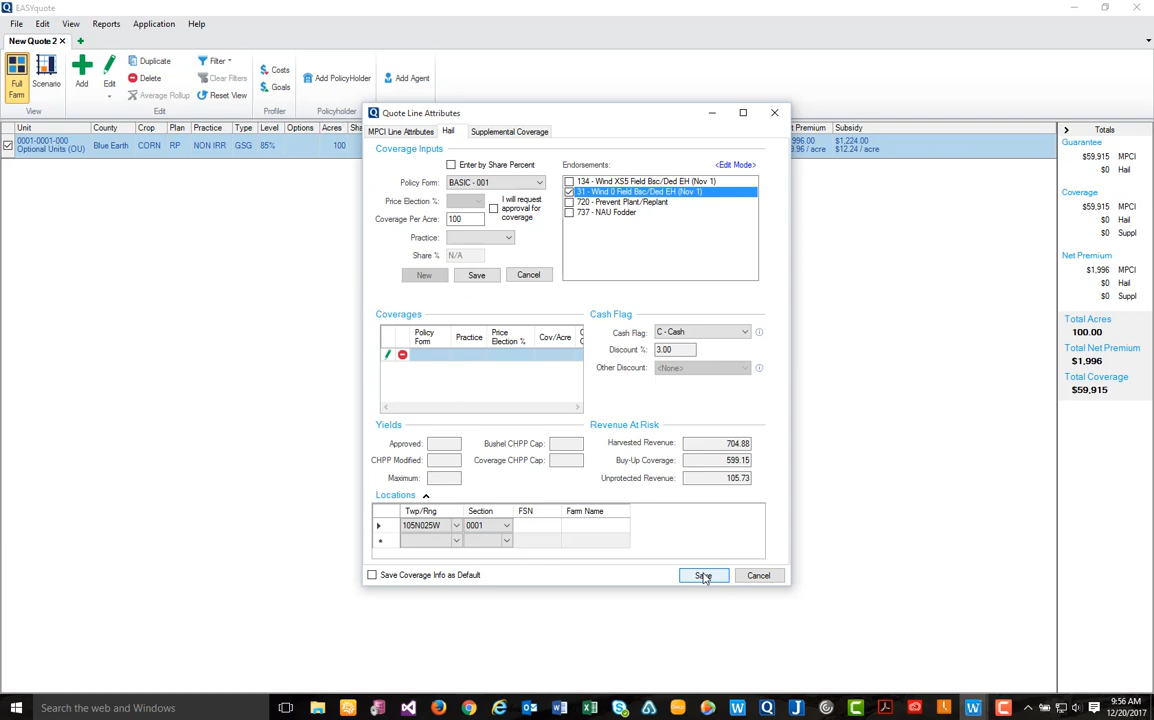 EASYquote
File Edit View Reports Application Help
New Quote 2
Full Farm
Scenario
Add
Edit
Duplicate
Delete
Average Rollup
Filter
Clear Filters
Reset View
Costs
Goals
Add PolicyHolder
Add Agent
View Edit Profiler Policyholder
Unit County Crop Plan Practice Type Level Options Acres
0001-0001-000
Optional Units (OU) Blue Earth CORN RP NON IRR GSG 85% 100
Premium Subsidy
$1,224.00
$12.24 / acre
Quote Line Attributes
MPCI Line Attributes Hail Supplemental Coverage
Coverage Inputs
Enter by Share Percent
Policy Form: BASIC - 001
Price Election %:
I will request
approval for
coverage
Coverage Per Acre: 100
Practice:
Share % N/A
New Save Cancel
Endorsements: <Edit Mode>
134 - Wind XS5 Field Bsc/Ded EH (Nov 1)
31 - Wind 0 Field Bsc/Ded EH (Nov 1)
720 - Prevent Plant/Replant
737 - NAU Fodder
Coverages
Policy Form Practice Price Election % Cov/Acre
Cash Flag
Cash Flag: C - Cash
Discount %: 3.00
Other Discount: <None>
Yields
Approved: Bushel CHPP Cap:
CHPP Modified: Coverage CHPP Cap:
Maximum:
Revenue At Risk
Harvested Revenue: 704.88
Buy-Up Coverage: 599.15
Unprotected Revenue: 105.73
Locations
Twp/Rng Section FSN Farm Name
105N025W 0001
Save Coverage Info as Default
Save Cancel
Totals
Guarantee
$59,915 MPCI
$0 Hail
Coverage
$59,915 MPCI
$0 Hail
$0 Suppl
Net Premium
$1,996 MPCI
$0 Hail
$0 Suppl
Total Acres
100.00
Total Net Premium
$1,996
Total Coverage
$59,915
Search the web and Windows
9:56 AM
12/20/2017